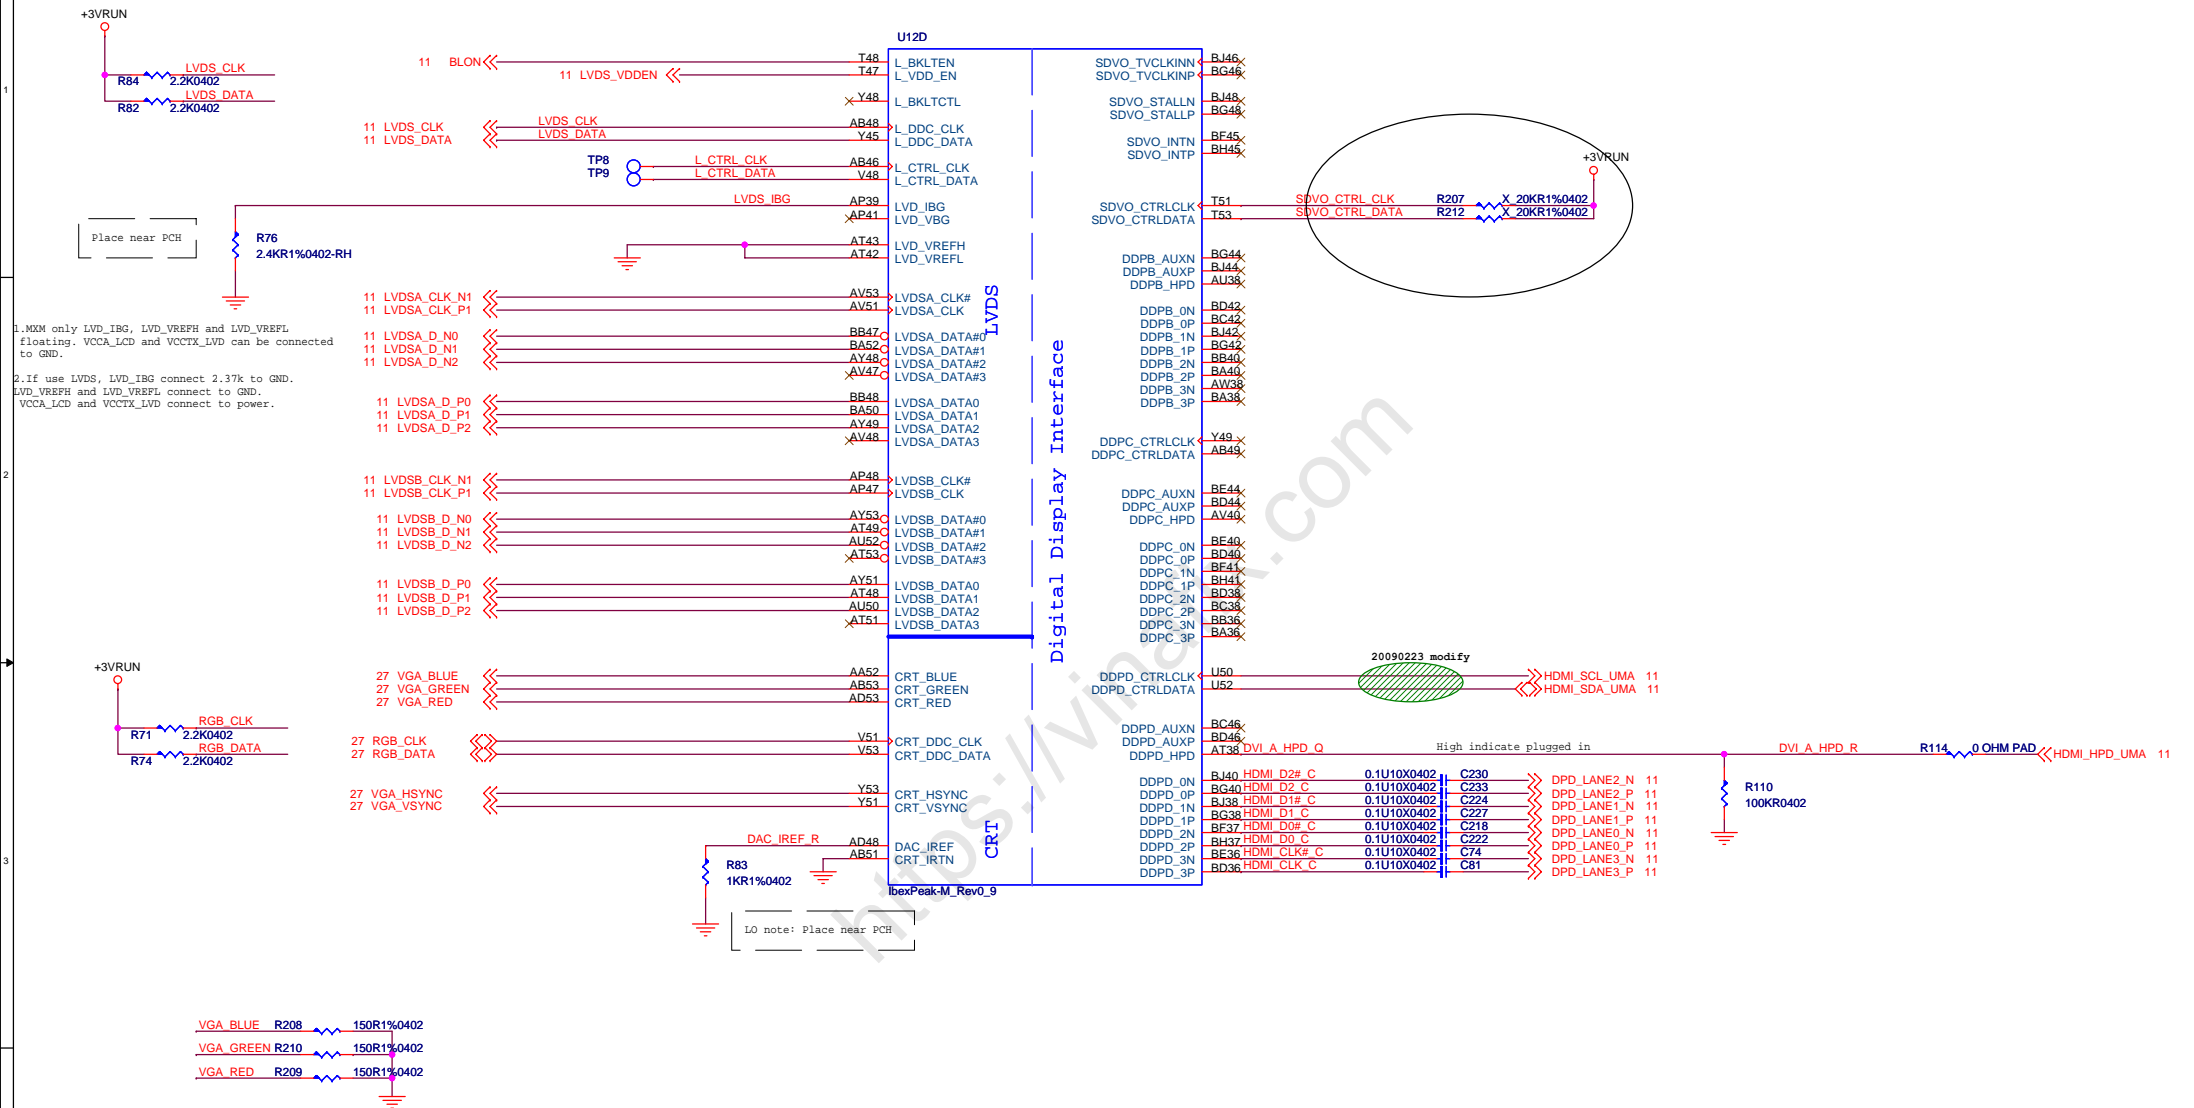 +3VRUN
R84 2.2K0402 LVDS_CLK
R82 2.2K0402 LVDS_DATA
Place near PCH
R76
2.4KR1%0402-RH
1.MXM only LVD_IBG, LVD_VREFH and LVD_VREFL
floating. VCCA_LCD and VCCTX_LVD can be connected
to GND.
2.If use LVDS, LVD_IBG connect 2.37k to GND.
LVD_VREFH and LVD_VREFL connect to GND.
VCCA_LCD and VCCTX_LVD connect to power.
+3VRUN
R71 2.2K0402 RGB_CLK
R74 2.2K0402 RGB_DATA
VGA_BLUE R208 150R1%0402
VGA_GREEN R210 150R1%0402
VGA_RED R209 150R1%0402
1
2
3
U12D
11 BLON T48 L_BKLTEN
11 LVDS_VDDEN T47 L_VDD_EN
Y48 L_BKLTCTL
11 LVDS_CLK LVDS_CLK AB48 L_DDC_CLK
11 LVDS_DATA LVDS_DATA Y45 L_DDC_DATA
TP8 L_CTRL_CLK AB46 L_CTRL_CLK
TP9 L_CTRL_DATA V48 L_CTRL_DATA
LVDS_IBG AP39 LVD_IBG
AP41 LVD_VBG
AT43 LVD_VREFH
AT42 LVD_VREFL
11 LVDSA_CLK_N1 AV53 LVDSA_CLK#
11 LVDSA_CLK_P1 AV51 LVDSA_CLK
11 LVDSA_D_N0 BB47 LVDSA_DATA#0
11 LVDSA_D_N1 BA52 LVDSA_DATA#1
11 LVDSA_D_N2 AY48 LVDSA_DATA#2
AV47 LVDSA_DATA#3
11 LVDSA_D_P0 BB48 LVDSA_DATA0
11 LVDSA_D_P1 BA50 LVDSA_DATA1
11 LVDSA_D_P2 AY49 LVDSA_DATA2
AV48 LVDSA_DATA3
11 LVDSB_CLK_N1 AP48 LVDSB_CLK#
11 LVDSB_CLK_P1 AP47 LVDSB_CLK
11 LVDSB_D_N0 AY53 LVDSB_DATA#0
11 LVDSB_D_N1 AT49 LVDSB_DATA#1
11 LVDSB_D_N2 AU52 LVDSB_DATA#2
AT53 LVDSB_DATA#3
11 LVDSB_D_P0 AY51 LVDSB_DATA0
11 LVDSB_D_P1 AT48 LVDSB_DATA1
11 LVDSB_D_P2 AU50 LVDSB_DATA2
AT51 LVDSB_DATA3
LVDS
27 VGA_BLUE AA52 CRT_BLUE
27 VGA_GREEN AB53 CRT_GREEN
27 VGA_RED AD53 CRT_RED
27 RGB_CLK V51 CRT_DDC_CLK
27 RGB_DATA V53 CRT_DDC_DATA
27 VGA_HSYNC Y53 CRT_HSYNC
27 VGA_VSYNC Y51 CRT_VSYNC
DAC_IREF_R AD48 DAC_IREF
AB51 CRT_IRTN
CRT
R83
1KR1%0402
IbexPeak-M_Rev0_9
LO note: Place near PCH
Digital Display Interface
SDVO_TVCLKINN BJ46
SDVO_TVCLKINP BG46
SDVO_STALLN BJ48
SDVO_STALLP BG48
SDVO_INTN BF45
SDVO_INTP BH45
+3VRUN
SDVO_CTRLCLK T51 SDVO_CTRL_CLK R207 X_20KR1%0402
SDVO_CTRLDATA T53 SDVO_CTRL_DATA R212 X_20KR1%0402
DDPB_AUXN BG44
DDPB_AUXP BJ44
DDPB_HPD AU38
DDPB_0N BD42
DDPB_0P BC42
DDPB_1N BJ42
DDPB_1P BG42
DDPB_2N BB40
DDPB_2P BA40
DDPB_3N AW38
DDPB_3P BA38
DDPC_CTRLCLK Y49
DDPC_CTRLDATA AB49
DDPC_AUXN BE44
DDPC_AUXP BD44
DDPC_HPD AV40
DDPC_0N BE40
DDPC_0P BD40
DDPC_1N BF41
DDPC_1P BH41
DDPC_2N BD38
DDPC_2P BC38
DDPC_3N BB36
DDPC_3P BA36
20090223 modify
DDPD_CTRLCLK U50 HDMI_SCL_UMA 11
DDPD_CTRLDATA U52 HDMI_SDA_UMA 11
DDPD_AUXN BC46
DDPD_AUXP BD46
DDPD_HPD AT38 DVI_A_HPD_Q High indicate plugged in DVI_A_HPD_R R114 0 OHM PAD HDMI_HPD_UMA 11
R110
100KR0402
DDPD_0N BJ40 HDMI_D2#_C 0.1U10X0402 C230 DPD_LANE2_N 11
DDPD_0P BG40 HDMI_D2_C 0.1U10X0402 C233 DPD_LANE2_P 11
DDPD_1N BJ38 HDMI_D1#_C 0.1U10X0402 C224 DPD_LANE1_N 11
DDPD_1P BG38 HDMI_D1_C 0.1U10X0402 C227 DPD_LANE1_P 11
DDPD_2N BF37 HDMI_D0#_C 0.1U10X0402 C218 DPD_LANE0_N 11
DDPD_2P BH37 HDMI_D0_C 0.1U10X0402 C222 DPD_LANE0_P 11
DDPD_3N BE36 HDMI_CLK#_C 0.1U10X0402 C74 DPD_LANE3_N 11
DDPD_3P BD36 HDMI_CLK_C 0.1U10X0402 C81 DPD_LANE3_P 11